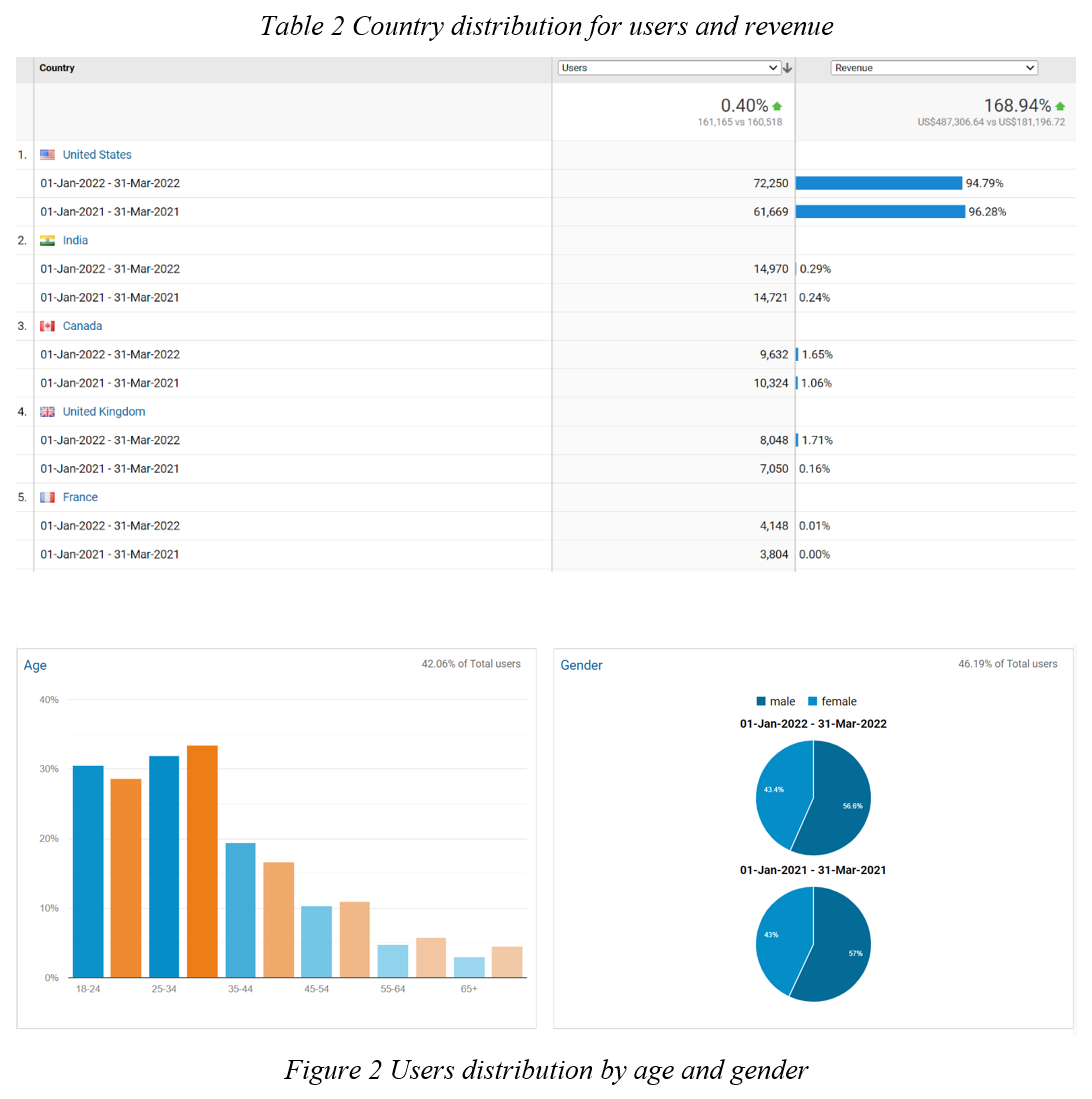 Table 2 Country distribution for users and revenue
Country Users Revenue
0.40% 168.94%
161,165 vs 160,518 US$487,306.64 vs US$181,196.72
1. United States
01-Jan-2022 - 31-Mar-2022 72,250 94.79%
01-Jan-2021 - 31-Mar-2021 61,669 96.28%
2. India
01-Jan-2022 - 31-Mar-2022 14,970 0.29%
01-Jan-2021 - 31-Mar-2021 14,721 0.24%
3. Canada
01-Jan-2022 - 31-Mar-2022 9,632 1.65%
01-Jan-2021 - 31-Mar-2021 10,324 1.06%
4. United Kingdom
01-Jan-2022 - 31-Mar-2022 8,048 1.71%
01-Jan-2021 - 31-Mar-2021 7,050 0.16%
5. France
01-Jan-2022 - 31-Mar-2022 4,148 0.01%
01-Jan-2021 - 31-Mar-2021 3,804 0.00%
Age 42.06% of Total users
40%
30%
20%
10%
0%
18-24 25-34 35-44 45-54 55-64 65+
Gender 46.19% of Total users
male female
01-Jan-2022 - 31-Mar-2022
43.4%
56.6%
01-Jan-2021 - 31-Mar-2021
43%
57%
Figure 2 Users distribution by age and gender